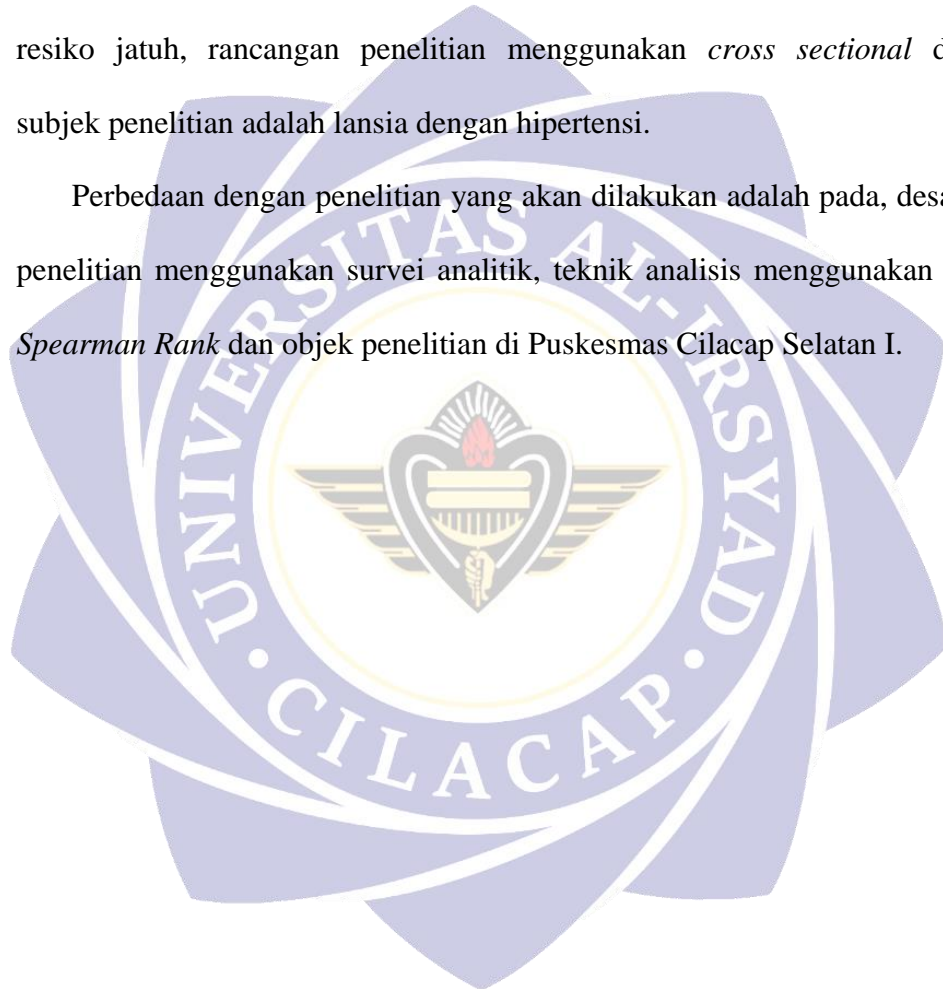 resiko jatuh, rancangan penelitian menggunakan cross sectional
subjek penelitian adalah lansia dengan hipertensi.
Perbedaan dengan penelitian yang akan dilakukan adalah pada,
penelitian menggunakan survei analitik, teknik analisis menggunakan
Spearman Rank dan objek penelitian di Puskesmas Cilacap Selatan I.
UNIVERSITAS AL-IRSYAD
• CILACAP •